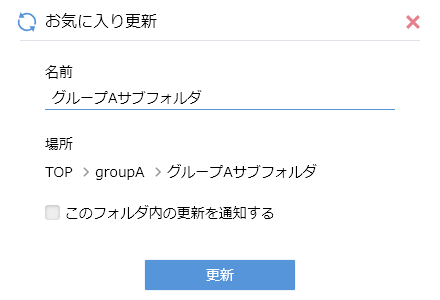 お気に入り更新
名前
グループAサブフォルダ
場所
TOP > groupA > グループAサブフォルダ
このフォルダ内の更新を通知する
更新